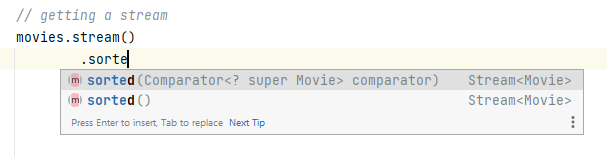 // getting a stream
movies.stream()
.sorte
m sorted(Comparator<? super Movie> comparator) Stream<Movie>
m sorted() Stream<Movie>
Press Enter to insert, Tab to replace Next Tip